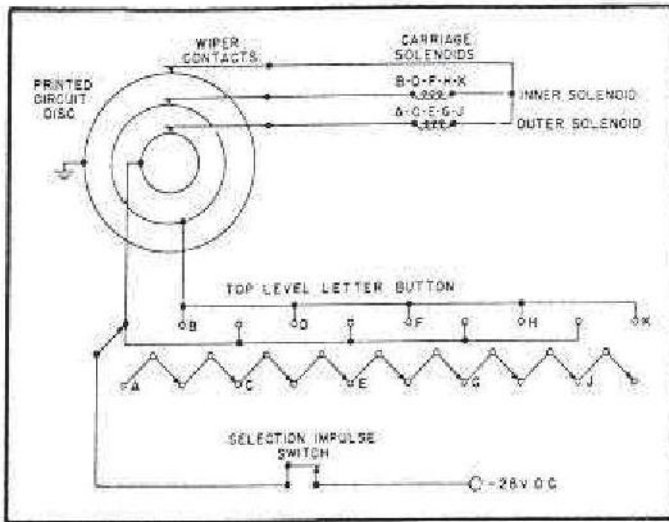 WIPER CONTACTS
CARRIAGE SOLENOIDS
PRINTED CIRCUIT DISC
B-D-F-H-K
INNER SOLENOID
A-C-E-G-J
OUTER SOLENOID
TOP LEVEL LETTER BUTTON
B D F H K
A C E G J
SELECTION IMPULSE SWITCH
-28V D C